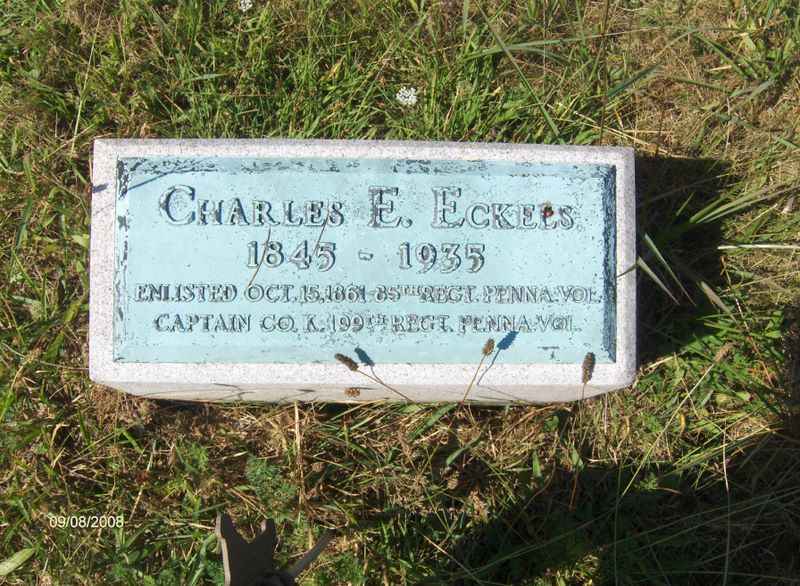 CHARLES E. ECKELS
1845 - 1935
ENLISTED OCT. 15, 1861 85TH REGT. PENNA. VOL.
CAPTAIN CO. K. 199TH REGT. PENNA. VOL.
09/08/2008